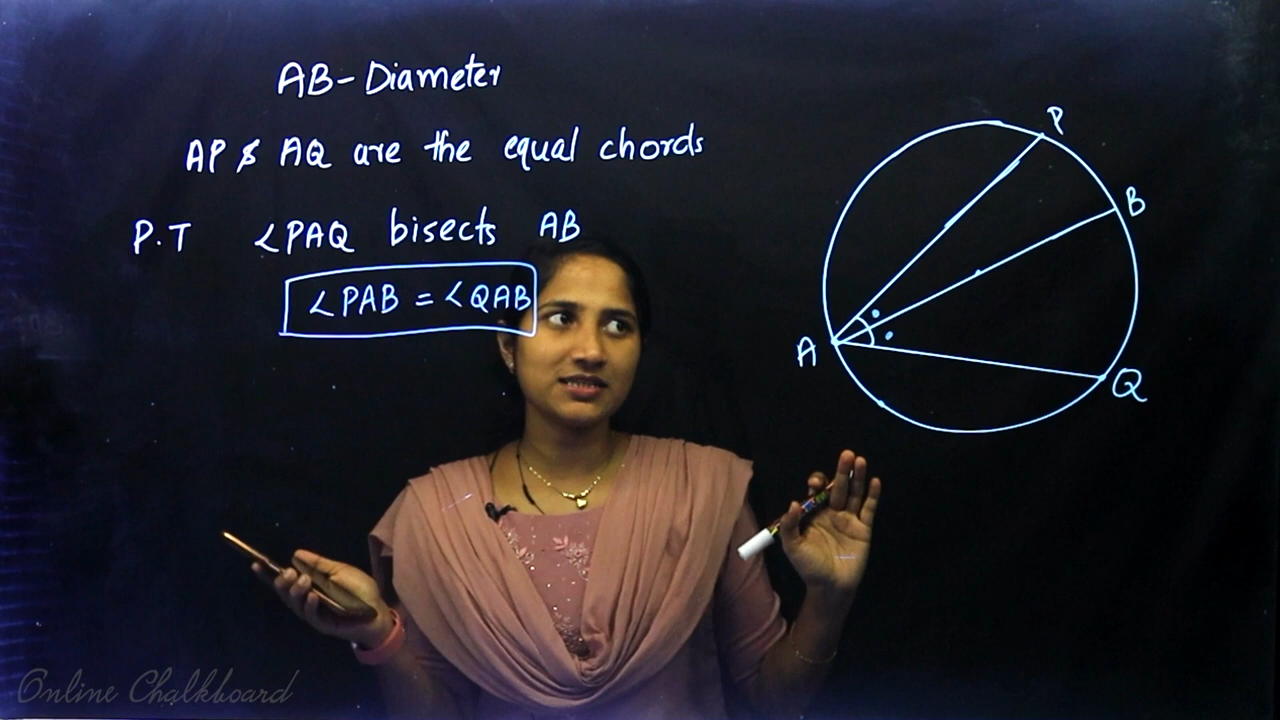 AB - Diameter
AP & AQ are the equal chords
P.T ∠PAQ bisects AB
∠PAB = ∠QAB
P
B
A
Q
Online Chalkboard